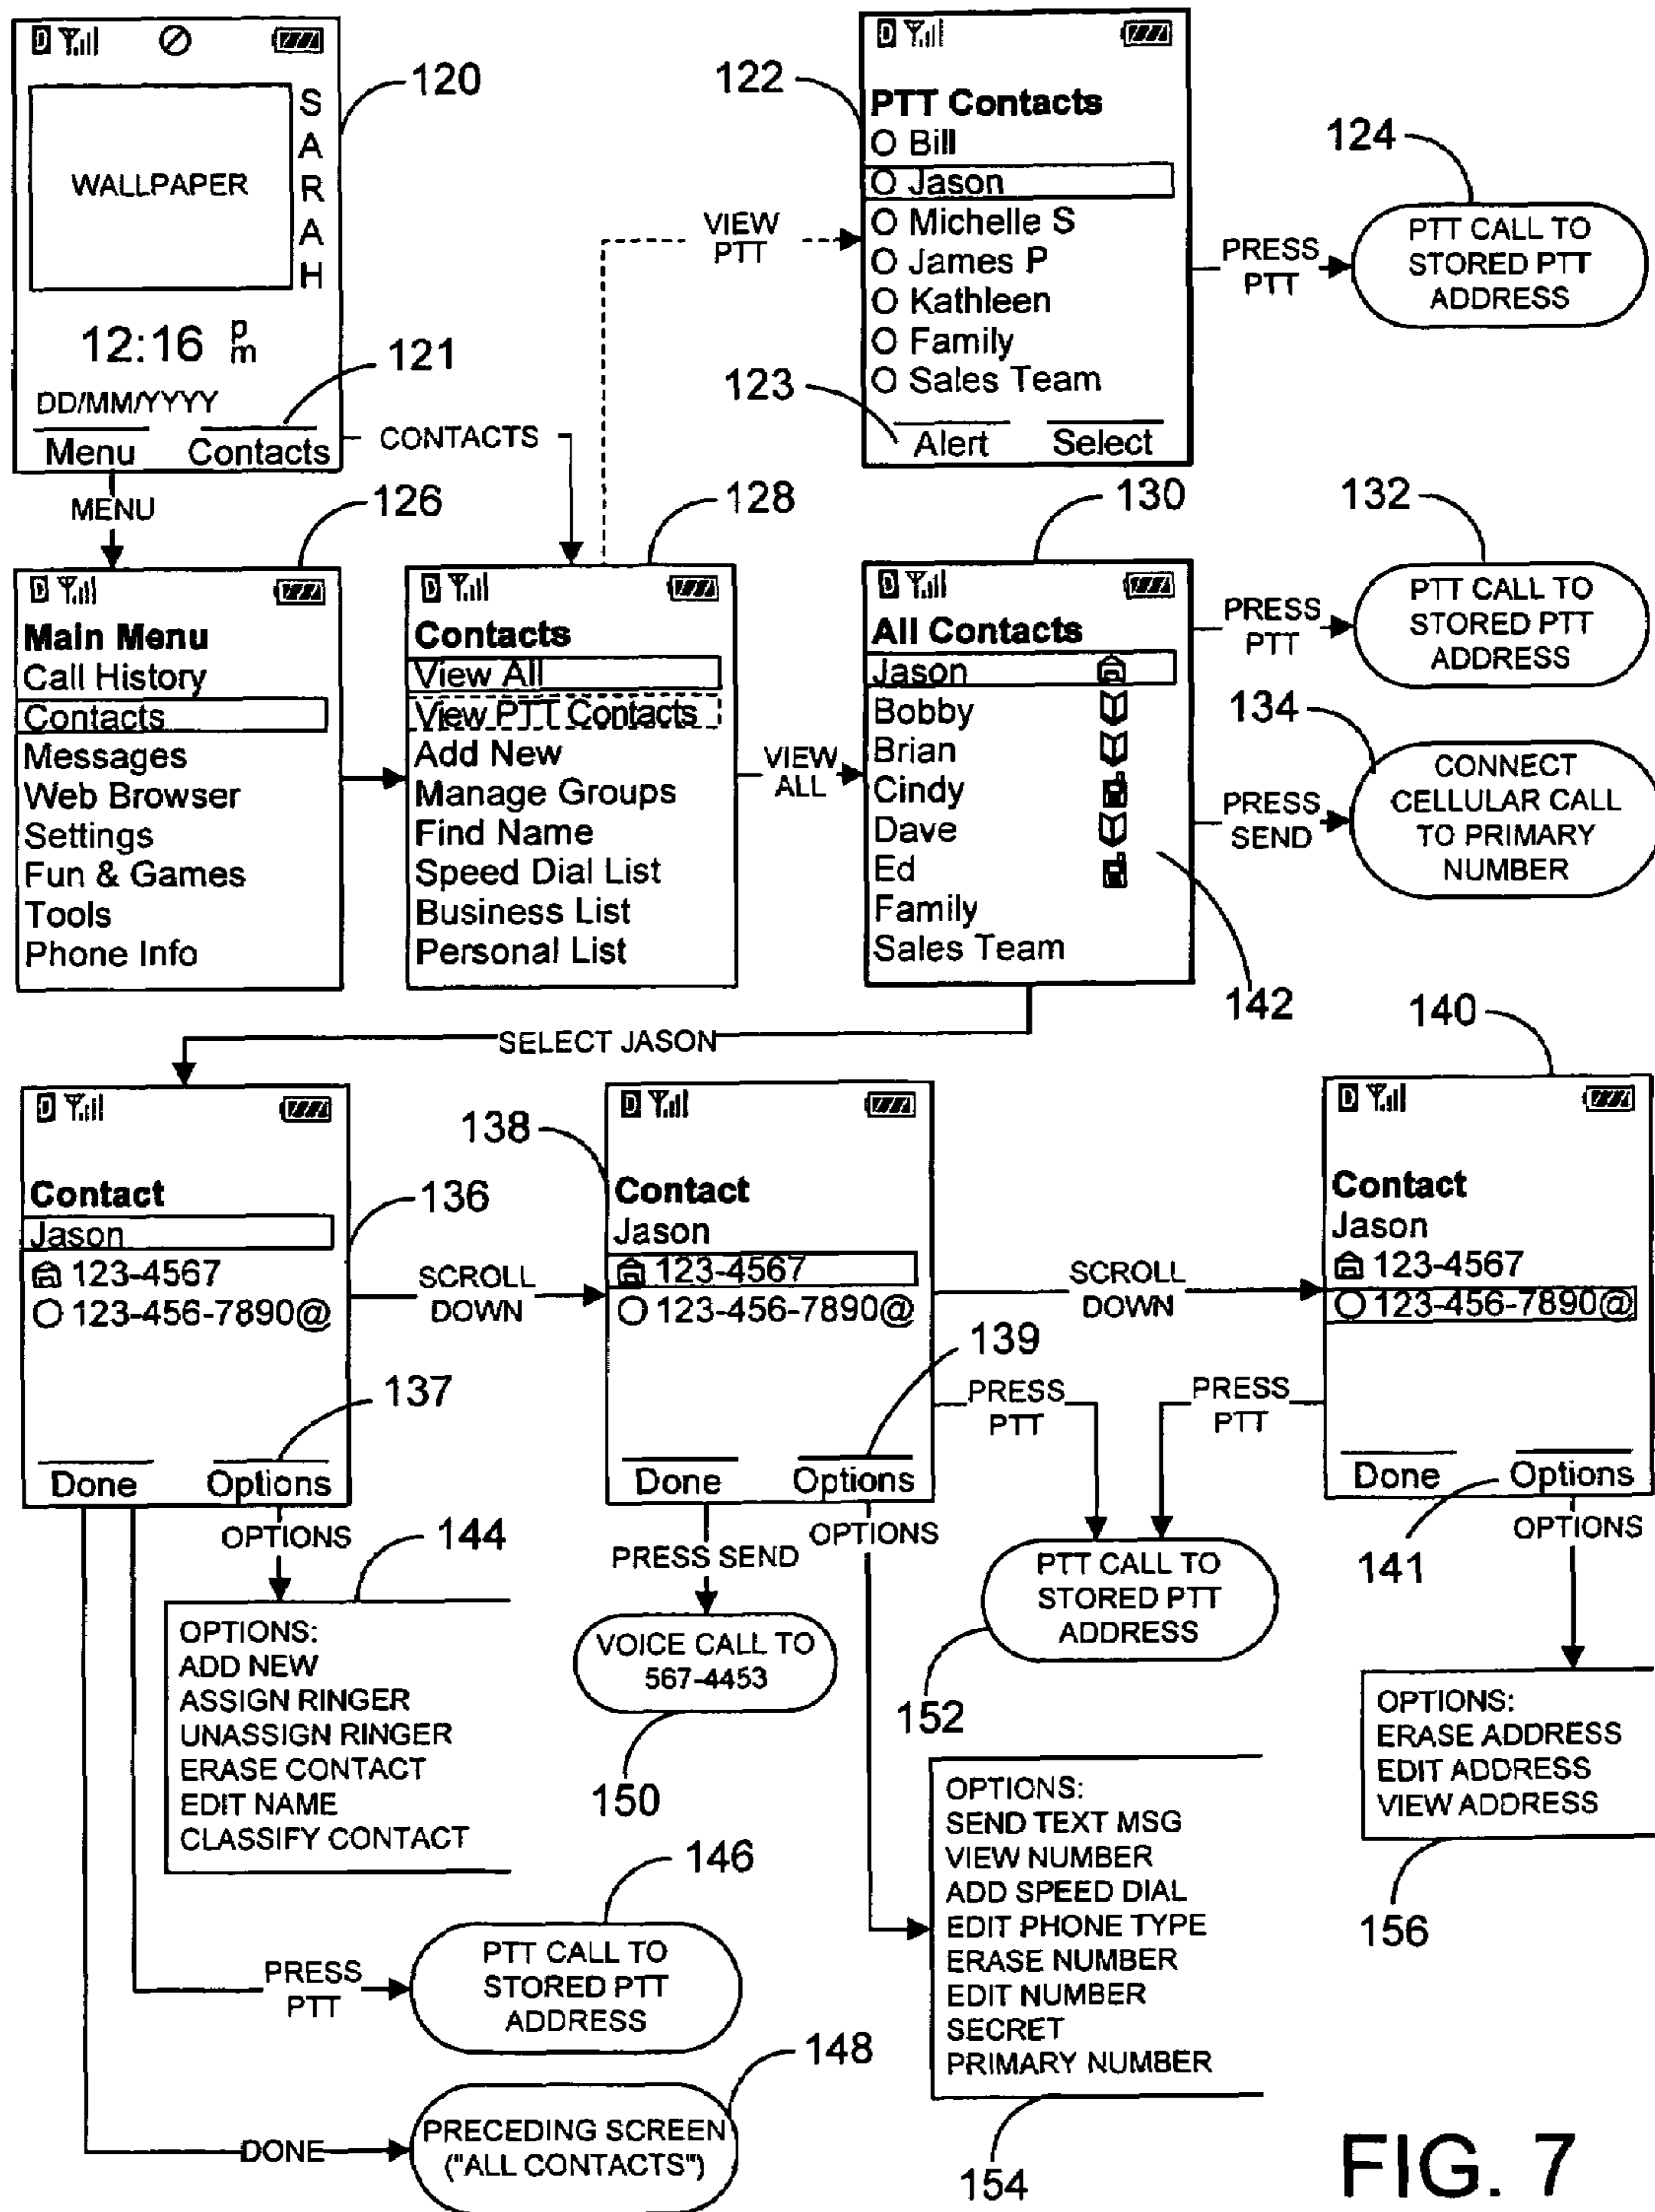 D
WALLPAPER
S
A
R
A
H
12:16 pm
DD/MM/YYYY
Menu Contacts
120
121
CONTACTS
MENU
D
PTT Contacts
O Bill
O Jason
O Michelle S
O James P
O Kathleen
O Family
O Sales Team
Alert Select
122
123
VIEW
PTT
PRESS
PTT
124
PTT CALL TO
STORED PTT
ADDRESS
126
D
Main Menu
Call History
Contacts
Messages
Web Browser
Settings
Fun & Games
Tools
Phone Info
128
D
Contacts
View All
View PTT Contacts
Add New
Manage Groups
Find Name
Speed Dial List
Business List
Personal List
VIEW
ALL
130
D
All Contacts
Jason
Bobby
Brian
Cindy
Dave
Ed
Family
Sales Team
142
PRESS
PTT
132
PTT CALL TO
STORED PTT
ADDRESS
PRESS
SEND
134
CONNECT
CELLULAR CALL
TO PRIMARY
NUMBER
SELECT JASON
D
Contact
Jason
123-4567
O 123-456-7890@
Done Options
136
137
SCROLL
DOWN
138
D
Contact
Jason
123-4567
O 123-456-7890@
Done Options
139
SCROLL
DOWN
PRESS
PTT
PRESS
PTT
140
D
Contact
Jason
123-4567
O 123-456-7890@
Done Options
141
OPTIONS
144
OPTIONS:
ADD NEW
ASSIGN RINGER
UNASSIGN RINGER
ERASE CONTACT
EDIT NAME
CLASSIFY CONTACT
PRESS SEND
VOICE CALL TO
567-4453
150
OPTIONS
PTT CALL TO
STORED PTT
ADDRESS
152
OPTIONS
OPTIONS:
ERASE ADDRESS
EDIT ADDRESS
VIEW ADDRESS
156
OPTIONS:
SEND TEXT MSG
VIEW NUMBER
ADD SPEED DIAL
EDIT PHONE TYPE
ERASE NUMBER
EDIT NUMBER
SECRET
PRIMARY NUMBER
154
PRESS
PTT
146
PTT CALL TO
STORED PTT
ADDRESS
DONE
148
PRECEDING SCREEN
("ALL CONTACTS")
FIG. 7